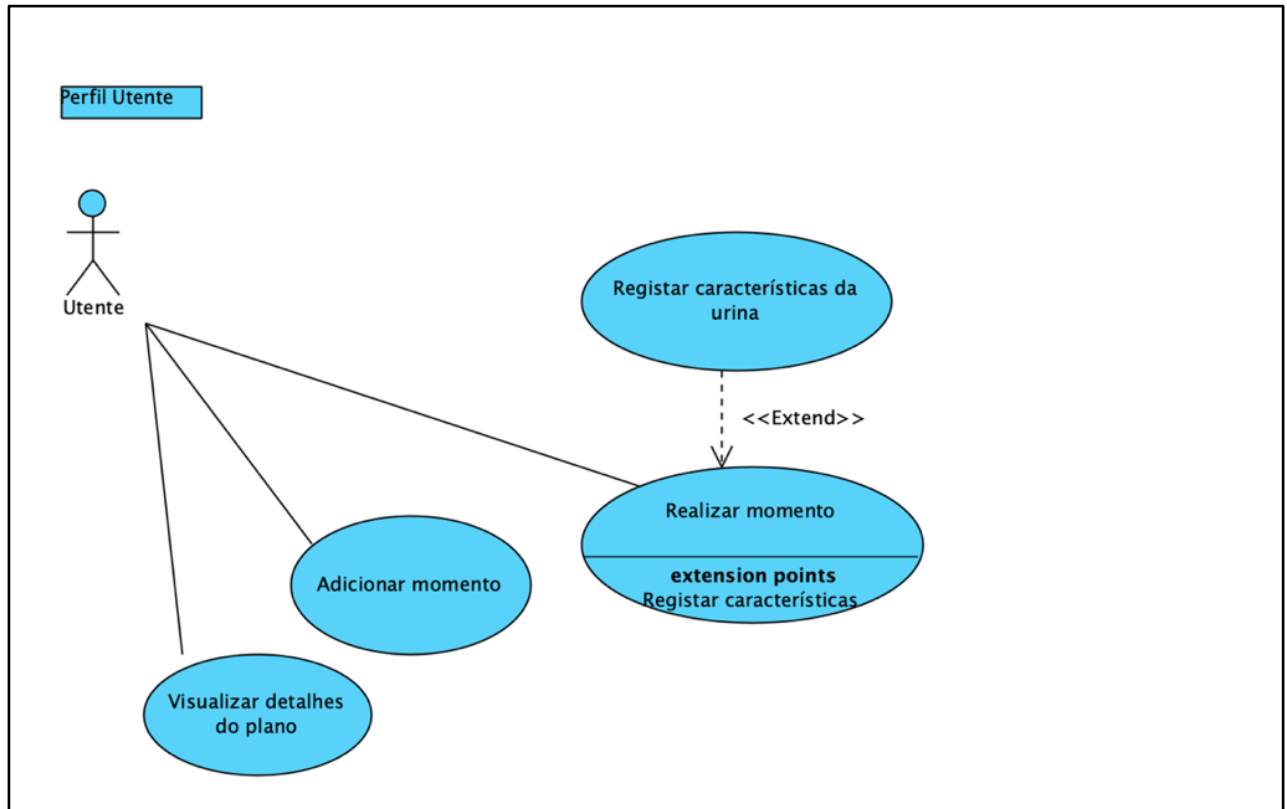 Perfil Utente
Utente
Registar características da
urina
<<Extend>>
Realizar momento
extension points
Registar características
Adicionar momento
Visualizar detalhes
do plano